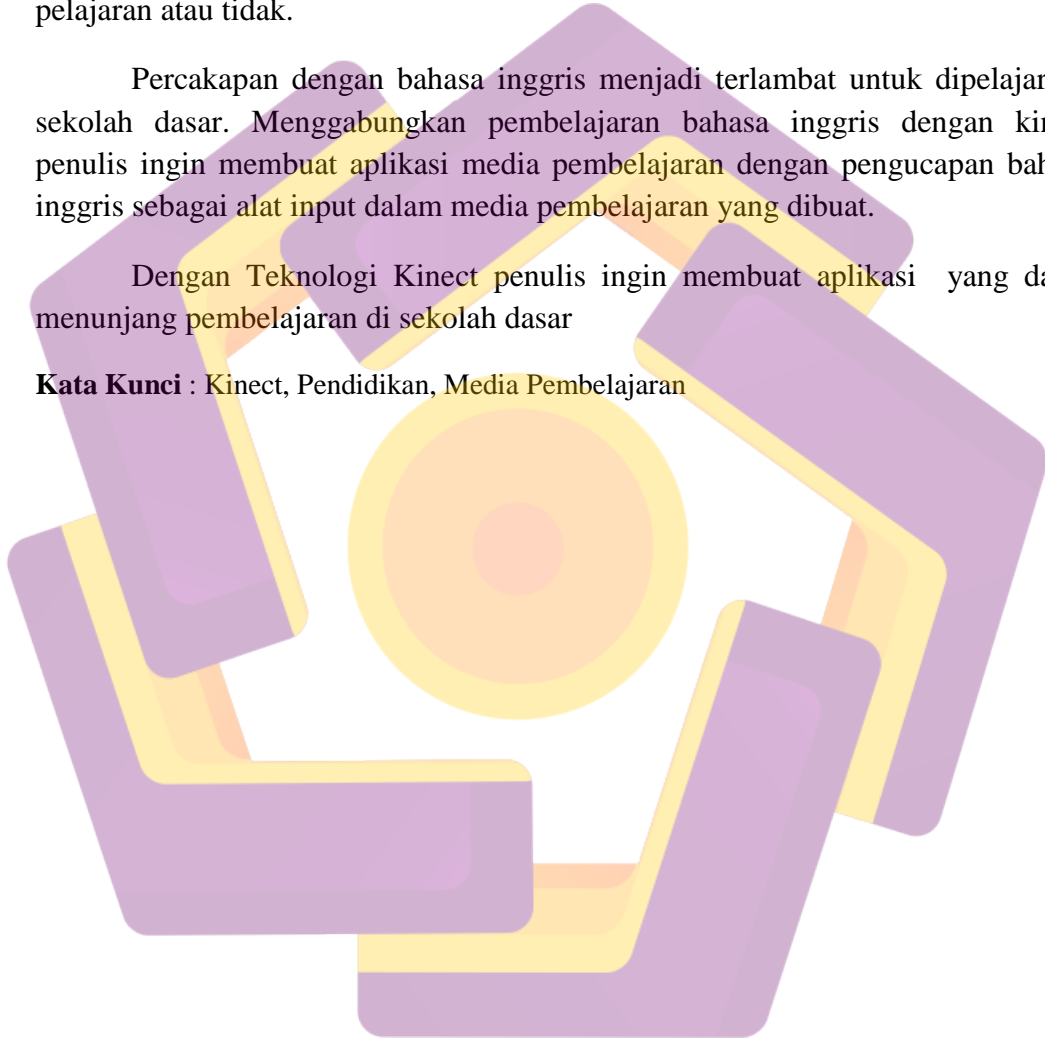 pelajaran atau tidak.
Percakapan dengan bahasa inggris menjadi terlambat untuk dipelajar
sekolah dasar. Menggabungkan pembelajaran bahasa inggris dengan kin
penulis ingin membuat aplikasi media pembelajaran dengan pengucapan bah
inggris sebagai alat input dalam media pembelajaran yang dibuat.
Dengan Teknologi Kinect penulis ingin membuat aplikasi yang da
menunjang pembelajaran di sekolah dasar
Kata Kunci : Kinect, Pendidikan, Media Pembelajaran